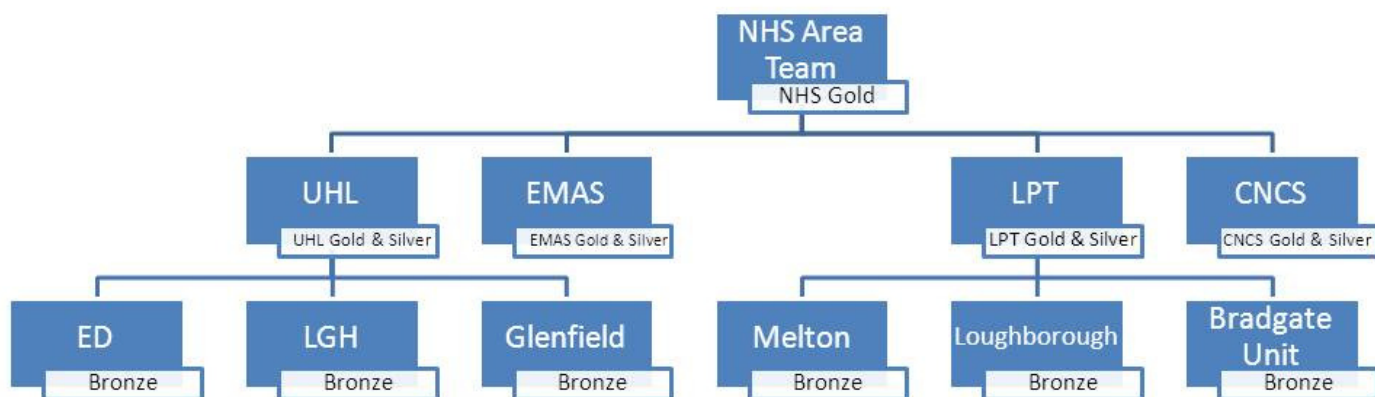 NHS Area
Team
NHS Gold
UHL
UHL Gold & Silver
EMAS
EMAS Gold & Silver
LPT
LPT Gold & Silver
CNCS
CNCS Gold & Silver
ED
Bronze
LGH
Bronze
Glenfield
Bronze
Melton
Bronze
Loughborough
Bronze
Bradgate
Unit
Bronze